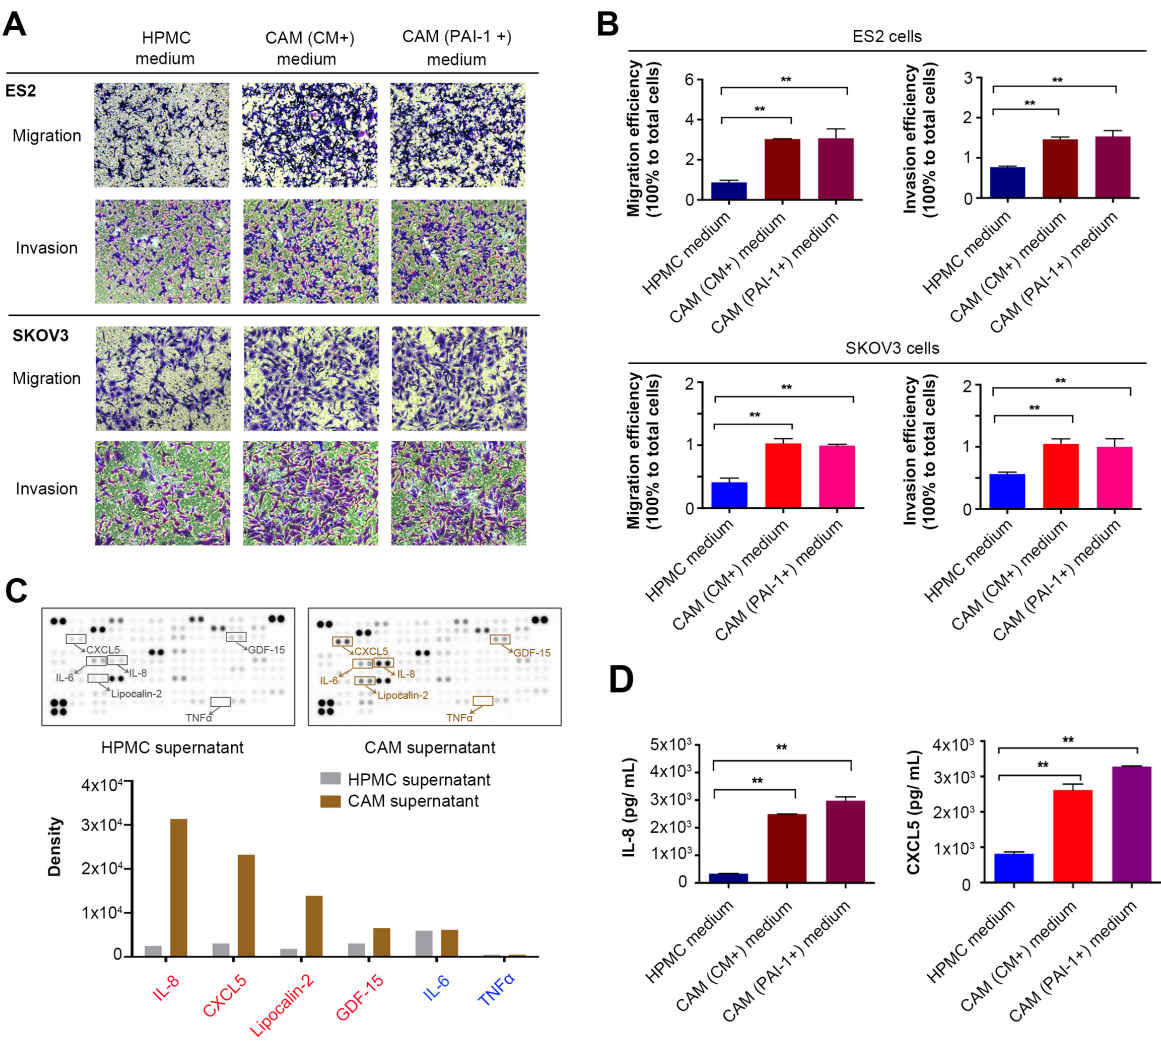 A
HPMC
medium
CAM (CM+)
medium
CAM (PAI-1 +)
medium
ES2
Migration
Invasion
SKOV3
Migration
Invasion
B
ES2 cells
Migration efficiency
(100% to total cells)
6
4
2
0
**
**
HPMC medium
CAM (CM+) medium
CAM (PAI-1+) medium
Invasion efficiency
(100% to total cells)
3
2
1
0
**
**
HPMC medium
CAM (CM+) medium
CAM (PAI-1+) medium
SKOV3 cells
Migration efficiency
(100% to total cells)
2
1
0
**
**
HPMC medium
CAM (CM+) medium
CAM (PAI-1+) medium
Invasion efficiency
(100% to total cells)
2
1
0
**
**
HPMC medium
CAM (CM+) medium
CAM (PAI-1+) medium
C
CXCL5
GDF-15
IL-6
IL-8
Lipocalin-2
TNFα
HPMC supernatant
CXCL5
GDF-15
IL-6
IL-8
Lipocalin-2
TNFα
CAM supernatant
HPMC supernatant
CAM supernatant
Density
4x10⁴
3x10⁴
2x10⁴
1x10⁴
0
IL-8
CXCL5
Lipocalin-2
GDF-15
IL-6
TNFα
D
IL-8 (pg/ mL)
5x10³
4x10³
3x10³
2x10³
1x10³
0
**
**
HPMC medium
CAM (CM+) medium
CAM (PAI-1+) medium
CXCL5 (pg/ mL)
4x10³
3x10³
2x10³
1x10³
0
**
**
HPMC medium
CAM (CM+) medium
CAM (PAI-1+) medium